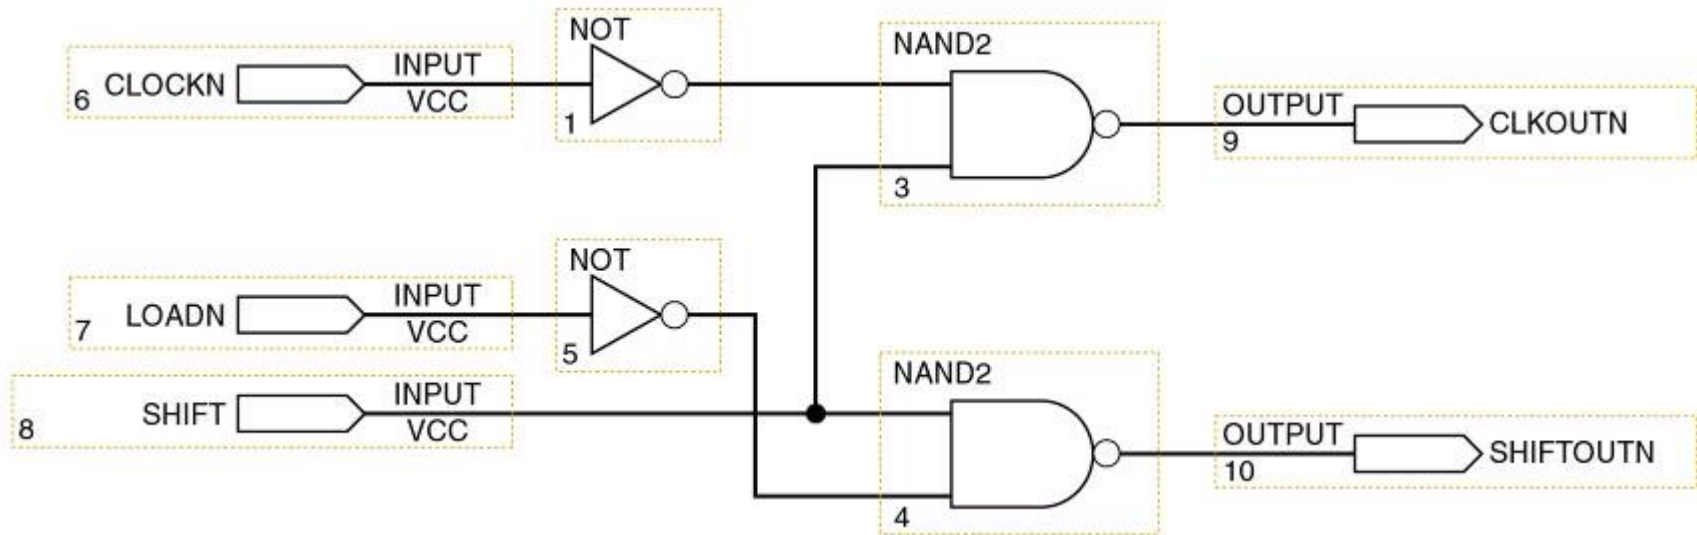 NOT
NAND2
INPUT
6 CLOCKN
VCC
1
OUTPUT
CLKOUTN
9
3
NOT
INPUT
LOADN
7
VCC
5
NAND2
INPUT
SHIFT
8
VCC
OUTPUT
SHIFTOUTN
10
4